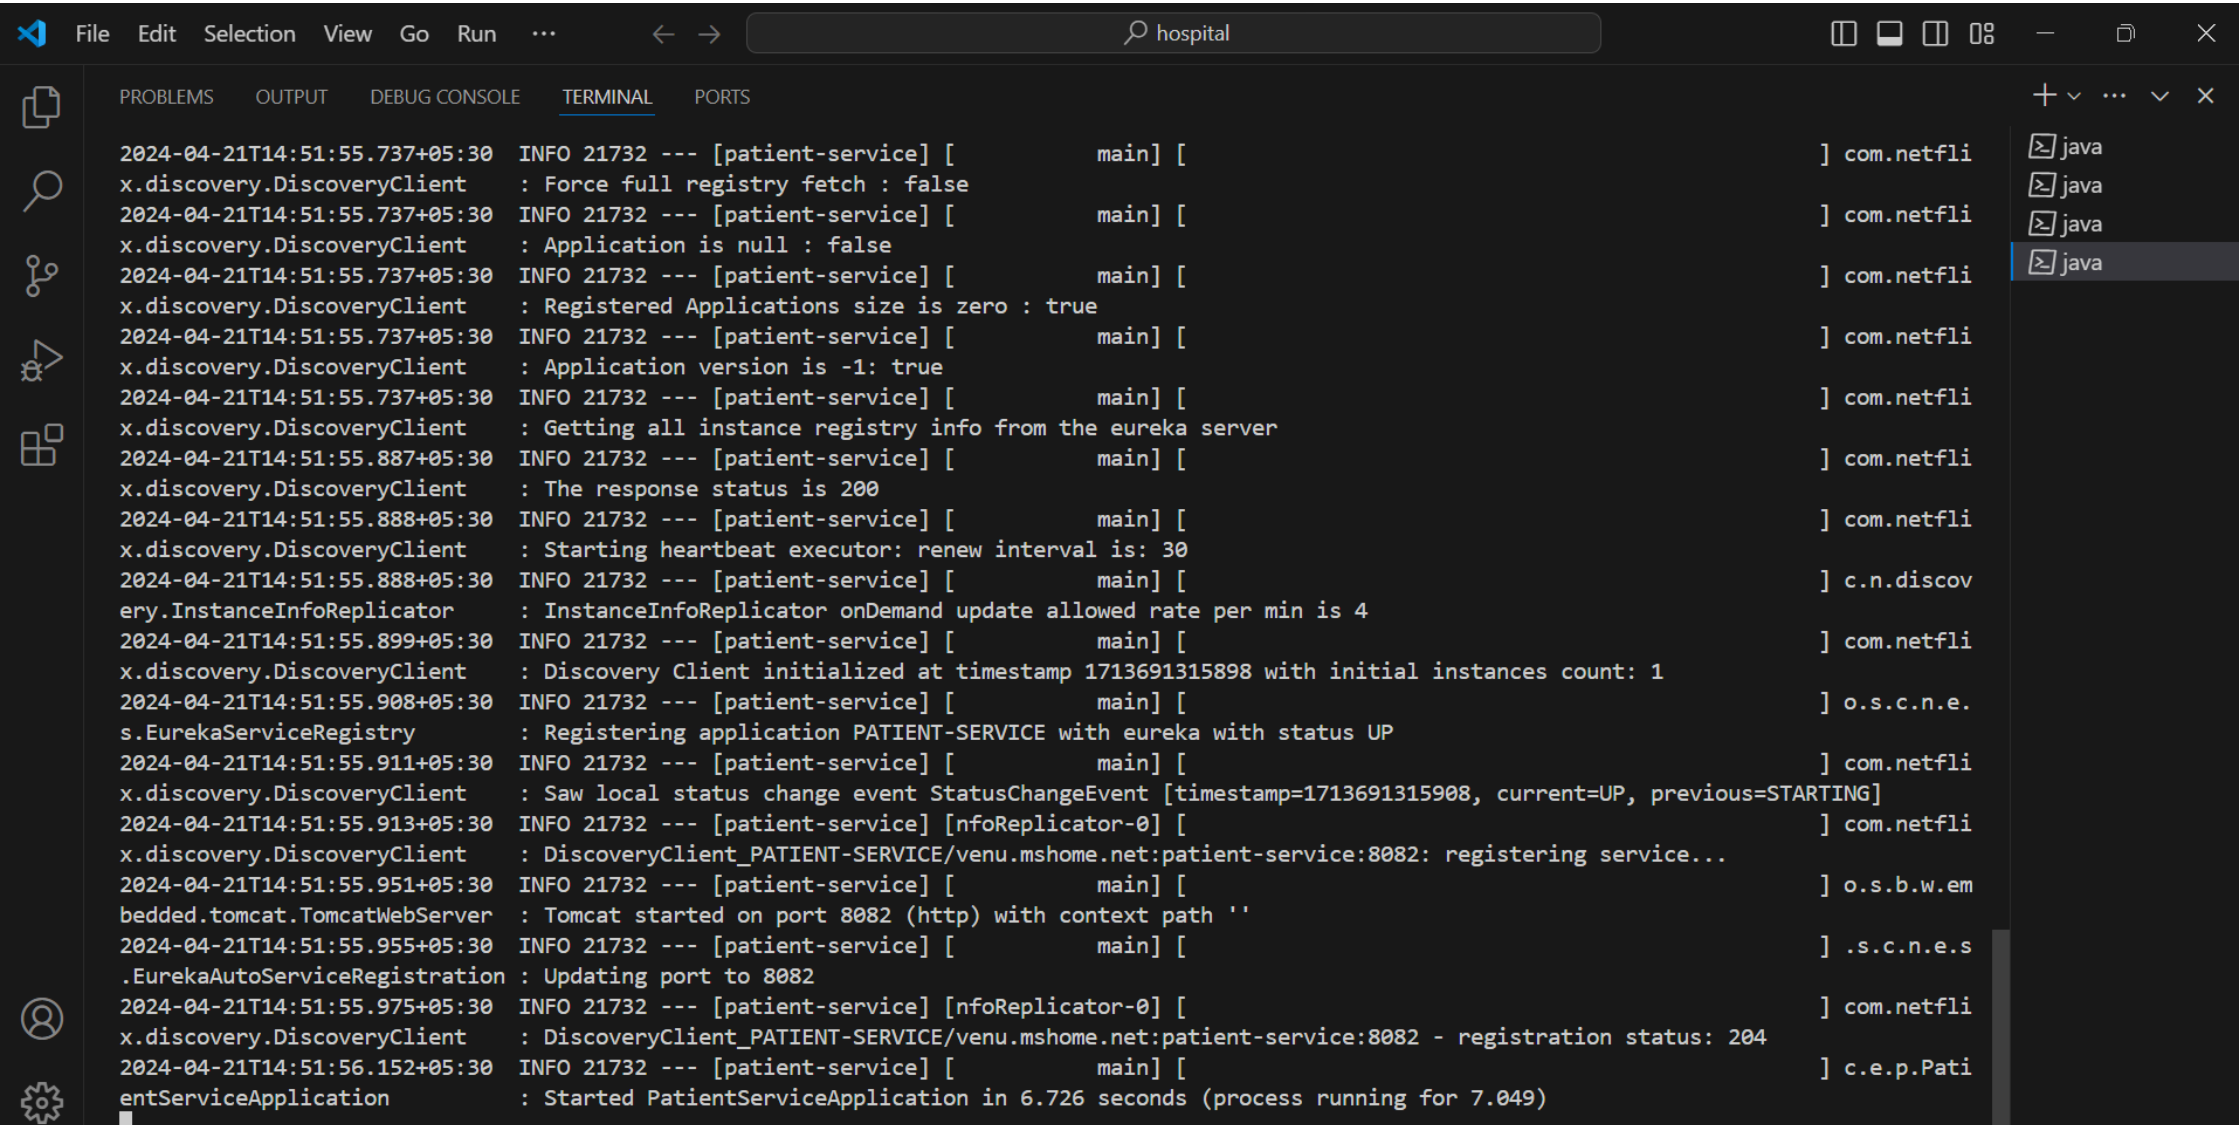 File Edit Selection View Go Run ··· hospital
PROBLEMS OUTPUT DEBUG CONSOLE TERMINAL PORTS
2024-04-21T14:51:55.737+05:30  INFO 21732 --- [patient-service] [           main] [                                                 ] com.netfli
x.discovery.DiscoveryClient    : Force full registry fetch : false
2024-04-21T14:51:55.737+05:30  INFO 21732 --- [patient-service] [           main] [                                                 ] com.netfli
x.discovery.DiscoveryClient    : Application is null : false
2024-04-21T14:51:55.737+05:30  INFO 21732 --- [patient-service] [           main] [                                                 ] com.netfli
x.discovery.DiscoveryClient    : Registered Applications size is zero : true
2024-04-21T14:51:55.737+05:30  INFO 21732 --- [patient-service] [           main] [                                                 ] com.netfli
x.discovery.DiscoveryClient    : Application version is -1: true
2024-04-21T14:51:55.737+05:30  INFO 21732 --- [patient-service] [           main] [                                                 ] com.netfli
x.discovery.DiscoveryClient    : Getting all instance registry info from the eureka server
2024-04-21T14:51:55.887+05:30  INFO 21732 --- [patient-service] [           main] [                                                 ] com.netfli
x.discovery.DiscoveryClient    : The response status is 200
2024-04-21T14:51:55.888+05:30  INFO 21732 --- [patient-service] [           main] [                                                 ] com.netfli
x.discovery.DiscoveryClient    : Starting heartbeat executor: renew interval is: 30
2024-04-21T14:51:55.888+05:30  INFO 21732 --- [patient-service] [           main] [                                                 ] c.n.discov
ery.InstanceInfoReplicator     : InstanceInfoReplicator onDemand update allowed rate per min is 4
2024-04-21T14:51:55.899+05:30  INFO 21732 --- [patient-service] [           main] [                                                 ] com.netfli
x.discovery.DiscoveryClient    : Discovery Client initialized at timestamp 1713691315898 with initial instances count: 1
2024-04-21T14:51:55.908+05:30  INFO 21732 --- [patient-service] [           main] [                                                 ] o.s.c.n.e.
s.EurekaServiceRegistry        : Registering application PATIENT-SERVICE with eureka with status UP
2024-04-21T14:51:55.911+05:30  INFO 21732 --- [patient-service] [           main] [                                                 ] com.netfli
x.discovery.DiscoveryClient    : Saw local status change event StatusChangeEvent [timestamp=1713691315908, current=UP, previous=STARTING]
2024-04-21T14:51:55.913+05:30  INFO 21732 --- [patient-service] [nfoReplicator-0] [                                                 ] com.netfli
x.discovery.DiscoveryClient    : DiscoveryClient_PATIENT-SERVICE/venu.mshome.net:patient-service:8082: registering service...
2024-04-21T14:51:55.951+05:30  INFO 21732 --- [patient-service] [           main] [                                                 ] o.s.b.w.em
bedded.tomcat.TomcatWebServer  : Tomcat started on port 8082 (http) with context path ''
2024-04-21T14:51:55.955+05:30  INFO 21732 --- [patient-service] [           main] [                                                 ] .s.c.n.e.s
.EurekaAutoServiceRegistration : Updating port to 8082
2024-04-21T14:51:55.975+05:30  INFO 21732 --- [patient-service] [nfoReplicator-0] [                                                 ] com.netfli
x.discovery.DiscoveryClient    : DiscoveryClient_PATIENT-SERVICE/venu.mshome.net:patient-service:8082 - registration status: 204
2024-04-21T14:51:56.152+05:30  INFO 21732 --- [patient-service] [           main] [                                                 ] c.e.p.Pati
entServiceApplication          : Started PatientServiceApplication in 6.726 seconds (process running for 7.049)
java
java
java
java